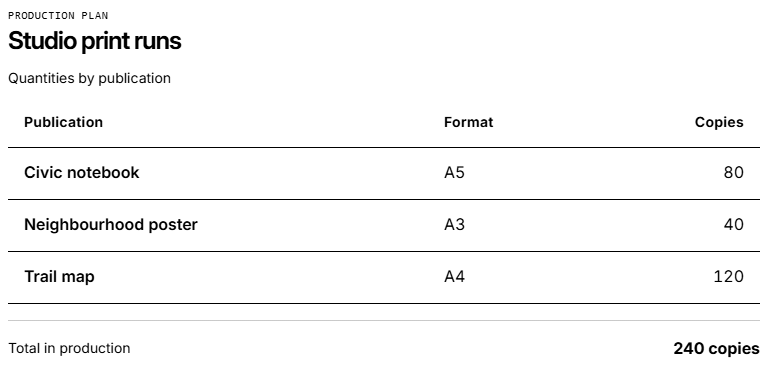 PRODUCTION PLAN
Studio print runs
Quantities by publication
Publication Format Copies
Civic notebook A5 80
Neighbourhood poster A3 40
Trail map A4 120
Total in production 240 copies